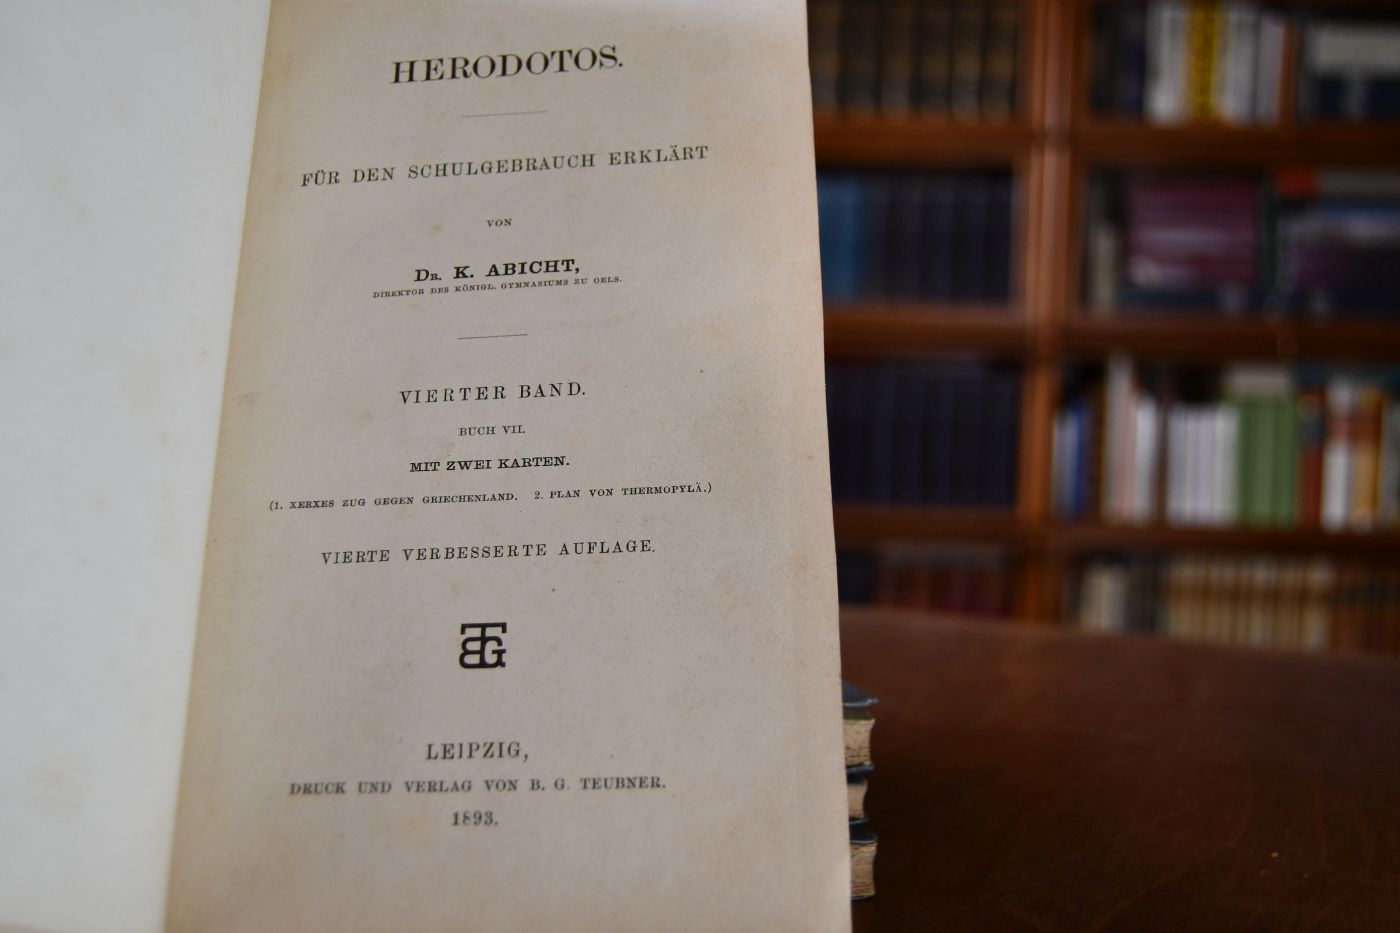 HERODOTOS.
FÜR DEN SCHULGEBRAUCH ERKLÄRT
VON
DR. K. ABICHT,
DIREKTOR DES KÖNIGL. GYMNASIUMS ZU OELS.
VIERTER BAND.
BUCH VII.
MIT ZWEI KARTEN.
(1. XERXES ZUG GEGEN GRIECHENLAND. 2. PLAN VON THERMOPYLÄ.)
VIERTE VERBESSERTE AUFLAGE.
BTG
LEIPZIG,
DRUCK UND VERLAG VON B. G. TEUBNER.
1893.